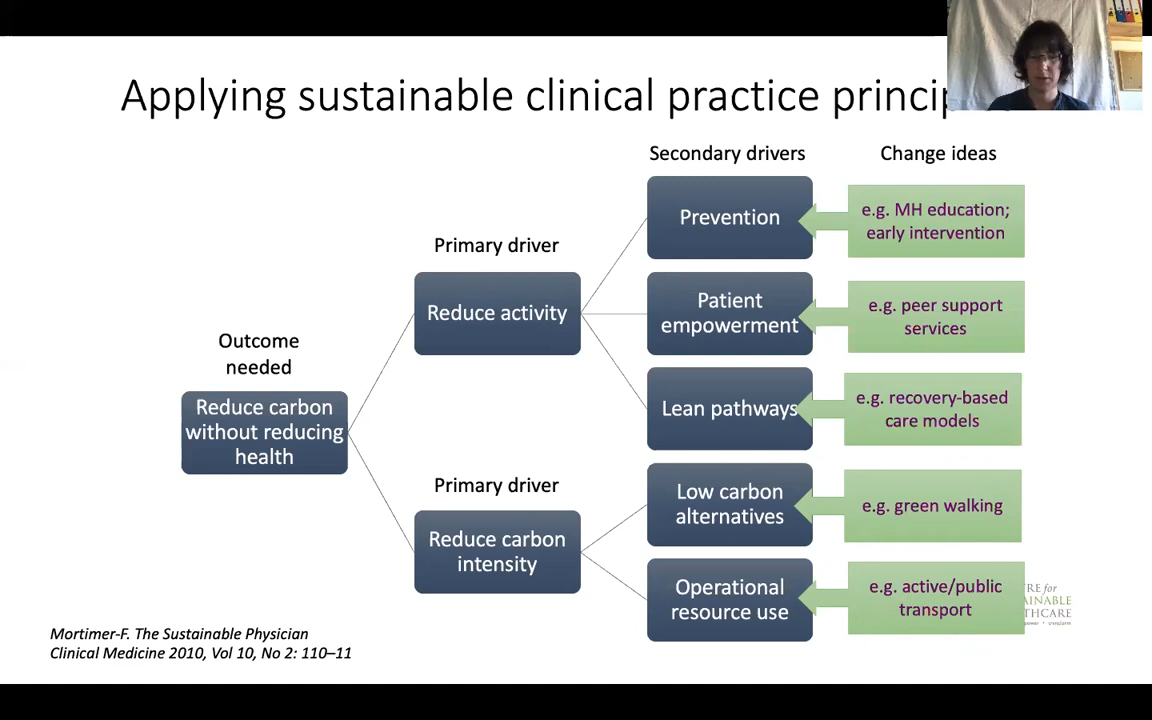 Applying sustainable clinical practice
Secondary drivers
Change ideas
Prevention
e.g. MH education;
early intervention
Primary driver
Reduce activity
Patient
empowerment
e.g. peer support
services
Outcome
needed
Reduce carbon
without reducing
health
Lean pathways
e.g. recovery-based
care models
Primary driver
Reduce carbon
intensity
Low carbon
alternatives
e.g. green walking
Operational
resource use
e.g. active/public
transport
Mortimer-F. The Sustainable Physician
Clinical Medicine 2010, Vol 10, No 2: 110–11
for